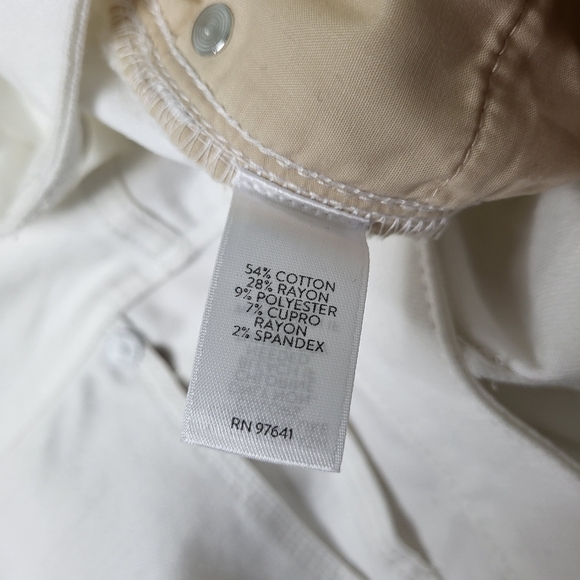 54% COTTON
28% RAYON
9% POLYESTER
7% CUPRO
RAYON
2% SPANDEX
RN 97641